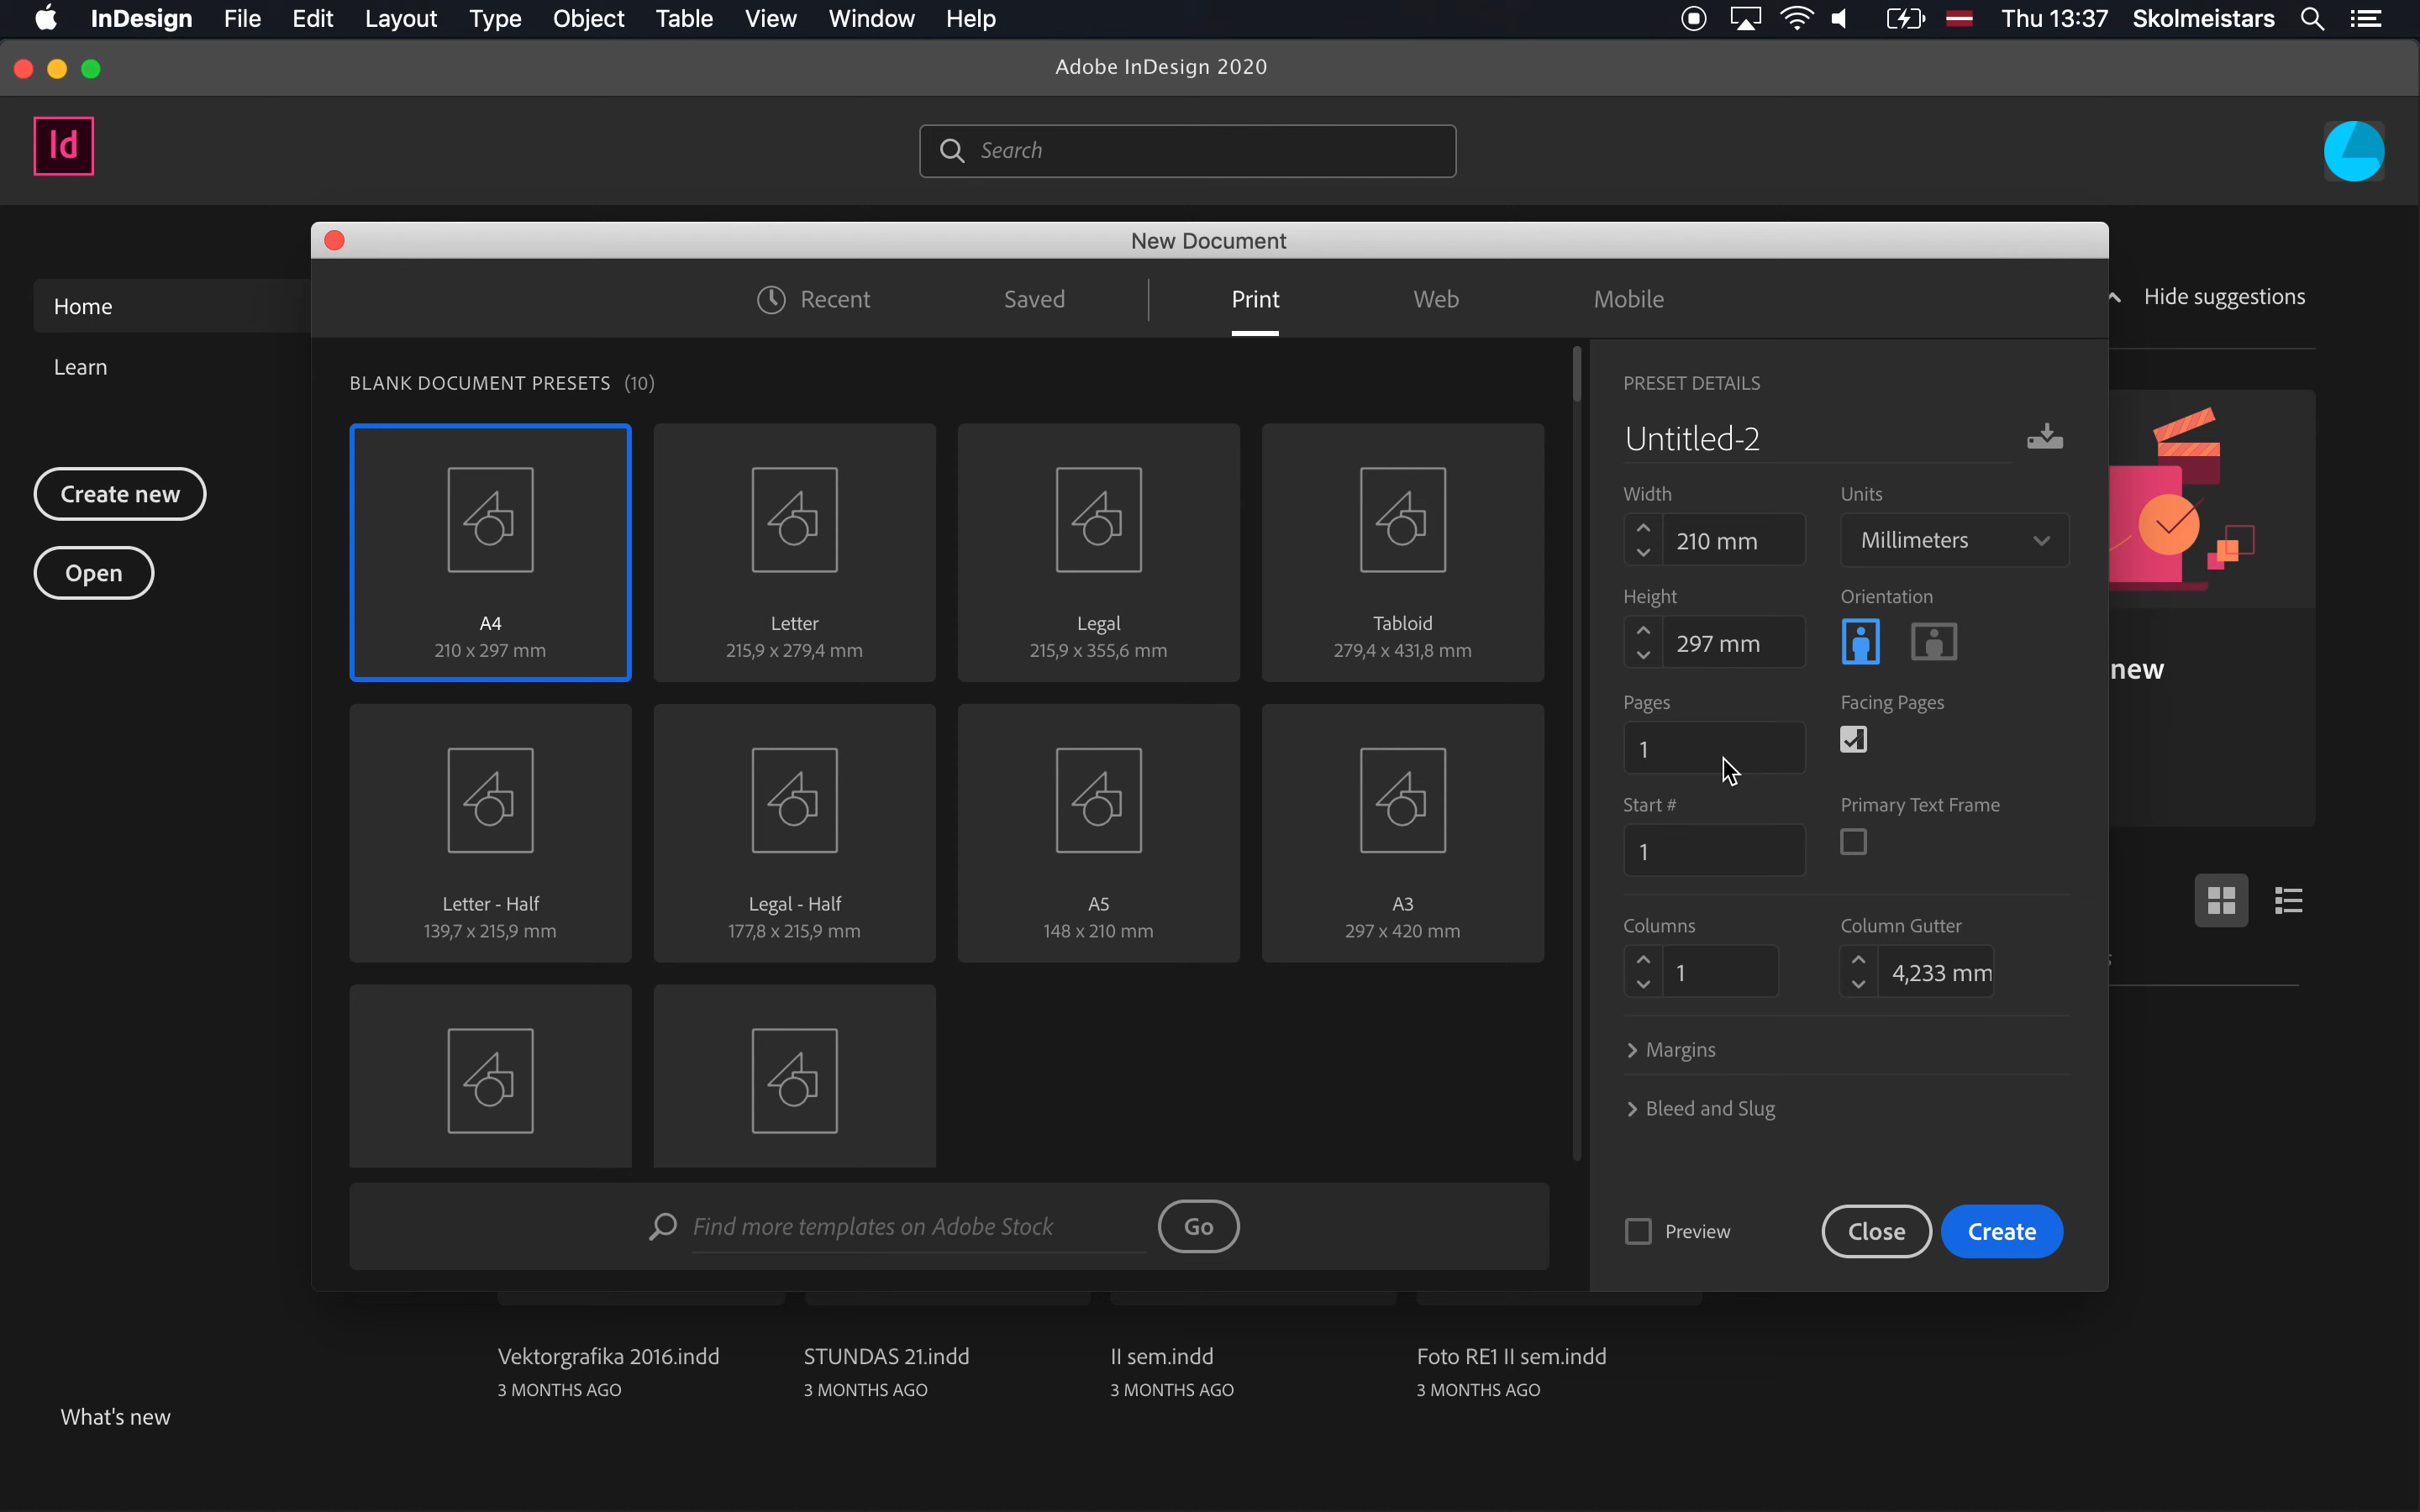 InDesign File Edit Layout Type Object Table View Window Help Thu 13:37 Skolmeistars
Adobe InDesign 2020
Id
Search
New Document
Home
Learn
Create new
Open
What's new
Hide suggestions
new
Recent Saved Print Web Mobile
BLANK DOCUMENT PRESETS (10)
A4
210 x 297 mm
Letter
215,9 x 279,4 mm
Legal
215,9 x 355,6 mm
Tabloid
279,4 x 431,8 mm
Letter - Half
139,7 x 215,9 mm
Legal - Half
177,8 x 215,9 mm
A5
148 x 210 mm
A3
297 x 420 mm
Find more templates on Adobe Stock Go
PRESET DETAILS
Untitled-2
Width Units
210 mm Millimeters
Height Orientation
297 mm
Pages Facing Pages
1
Start # Primary Text Frame
1
Columns Column Gutter
1 4,233 mm
Margins
Bleed and Slug
Preview Close Create
Vektorgrafika 2016.indd
3 MONTHS AGO
STUNDAS 21.indd
3 MONTHS AGO
II sem.indd
3 MONTHS AGO
Foto RE1 II sem.indd
3 MONTHS AGO